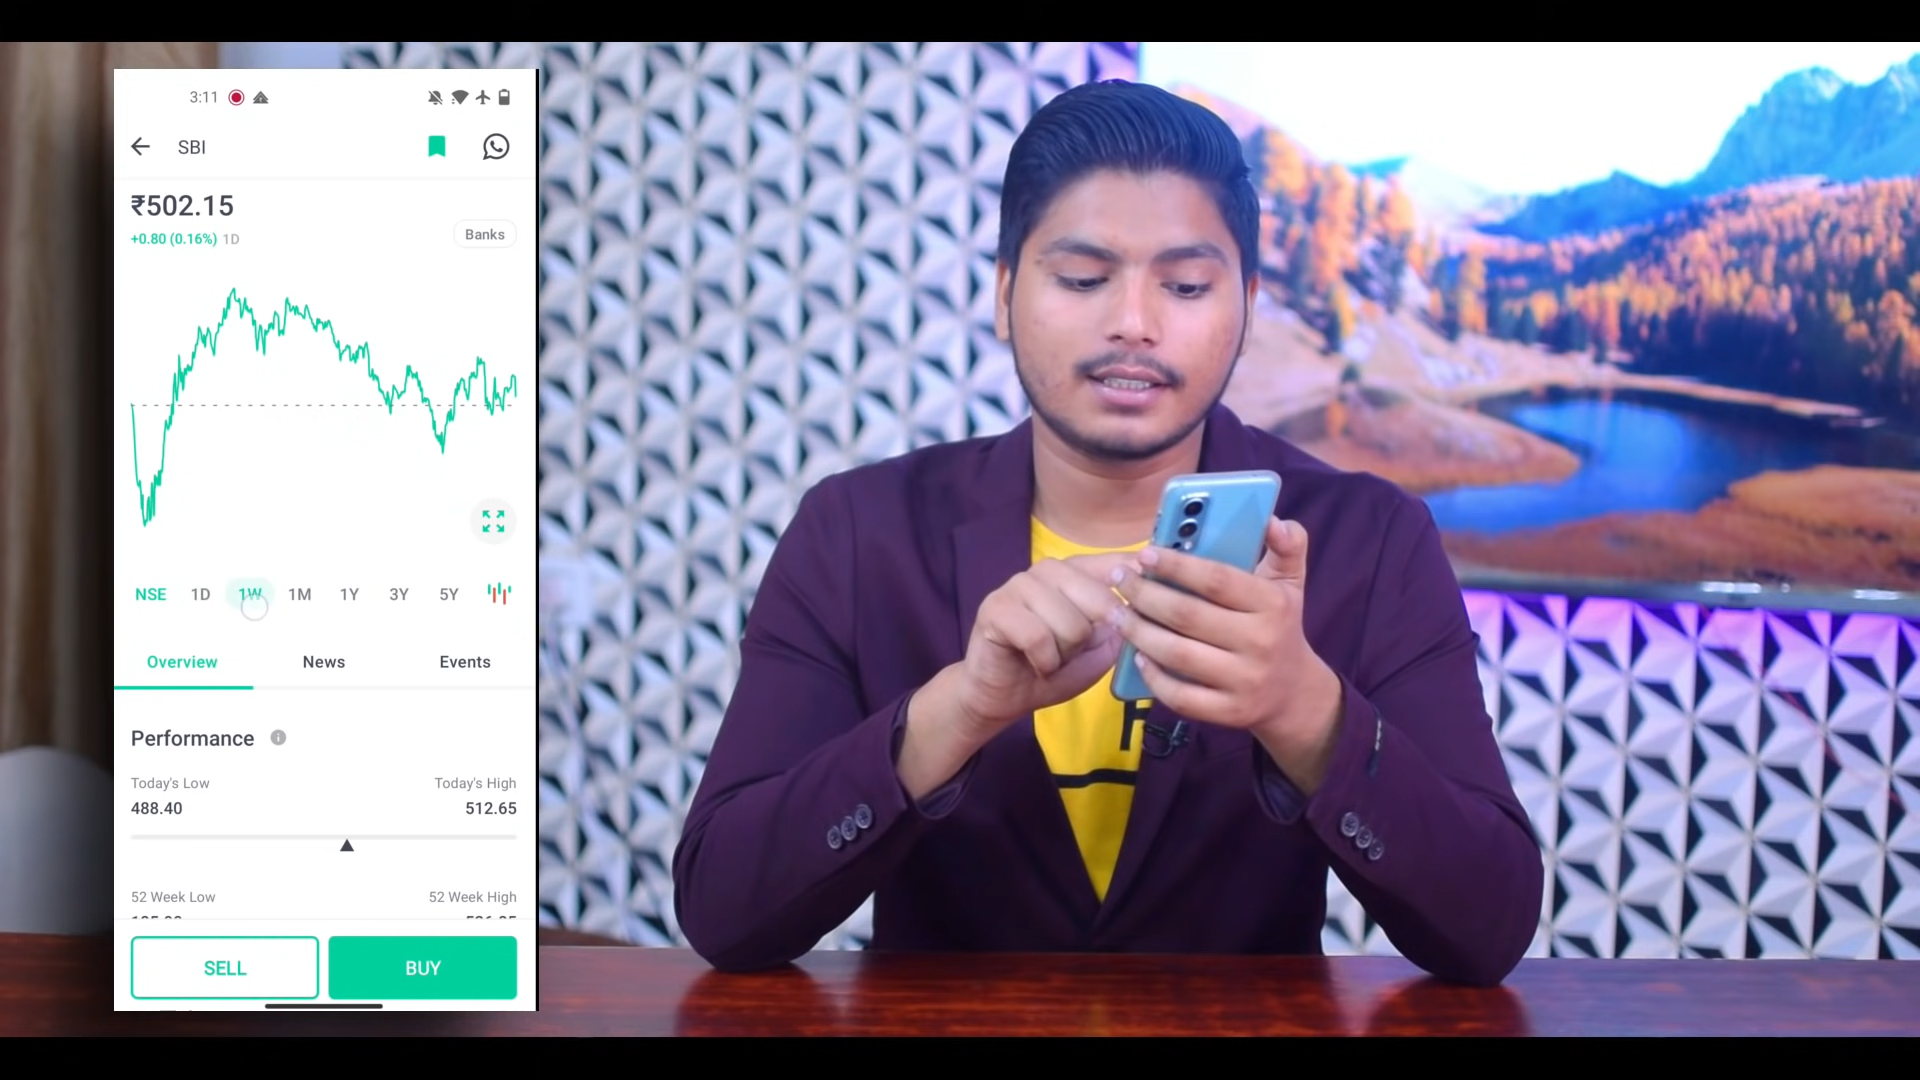 3:11
SBI
₹502.15
+0.80 (0.16%) 1D
Banks
NSE 1D 1W 1M 1Y 3Y 5Y
Overview News Events
Performance
Today's Low Today's High
488.40 512.65
52 Week Low 52 Week High
SELL BUY